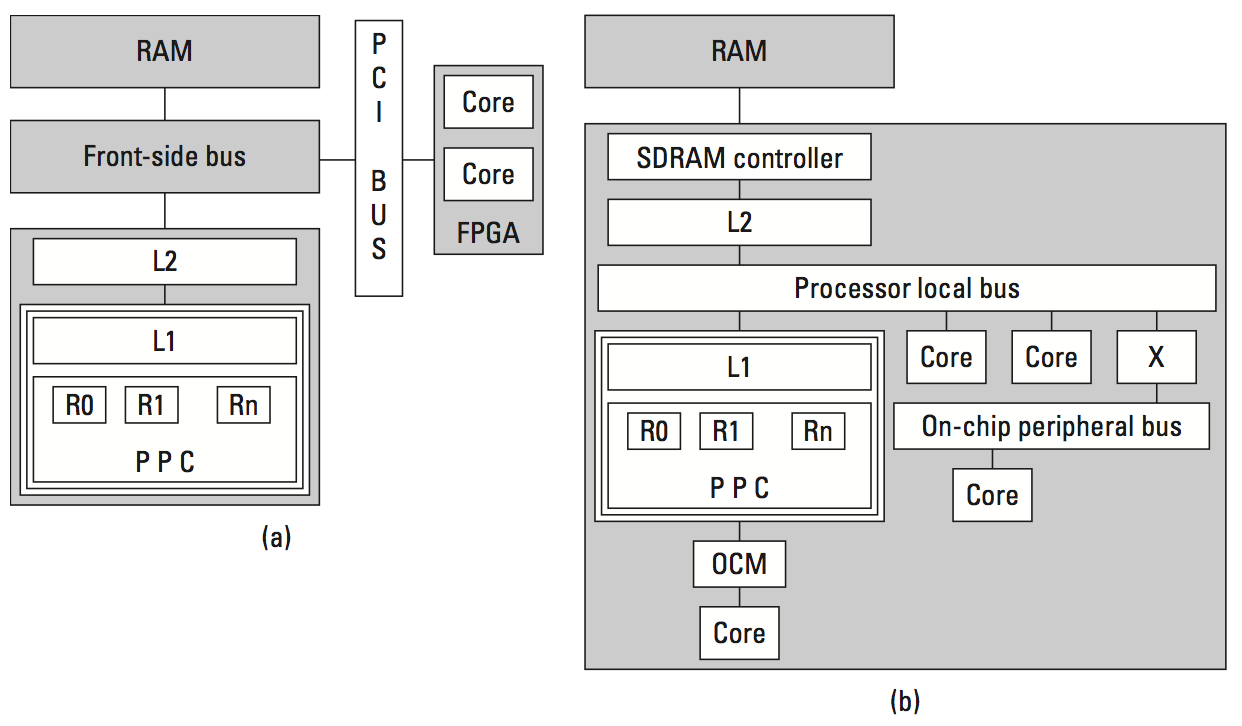 RAM
Front-side bus
L2
L1
R0 R1 Rn
P P C
(a)
P
C
I
B
U
S
Core
Core
FPGA
RAM
SDRAM controller
L2
Processor local bus
L1
R0 R1 Rn
P P C
OCM
Core
Core Core X
On-chip peripheral bus
Core
(b)